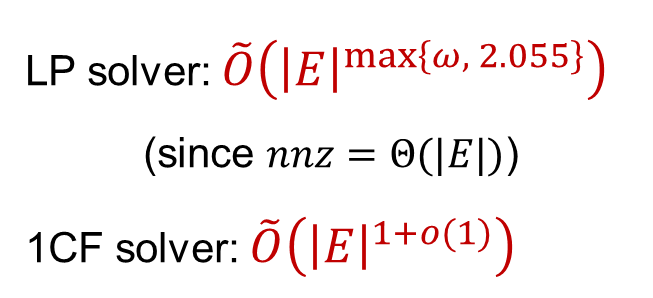 LP solver: Õ(|E|^max{ω, 2.055})
(since nnz = Θ(|E|))
1CF solver: Õ(|E|^1+o(1))